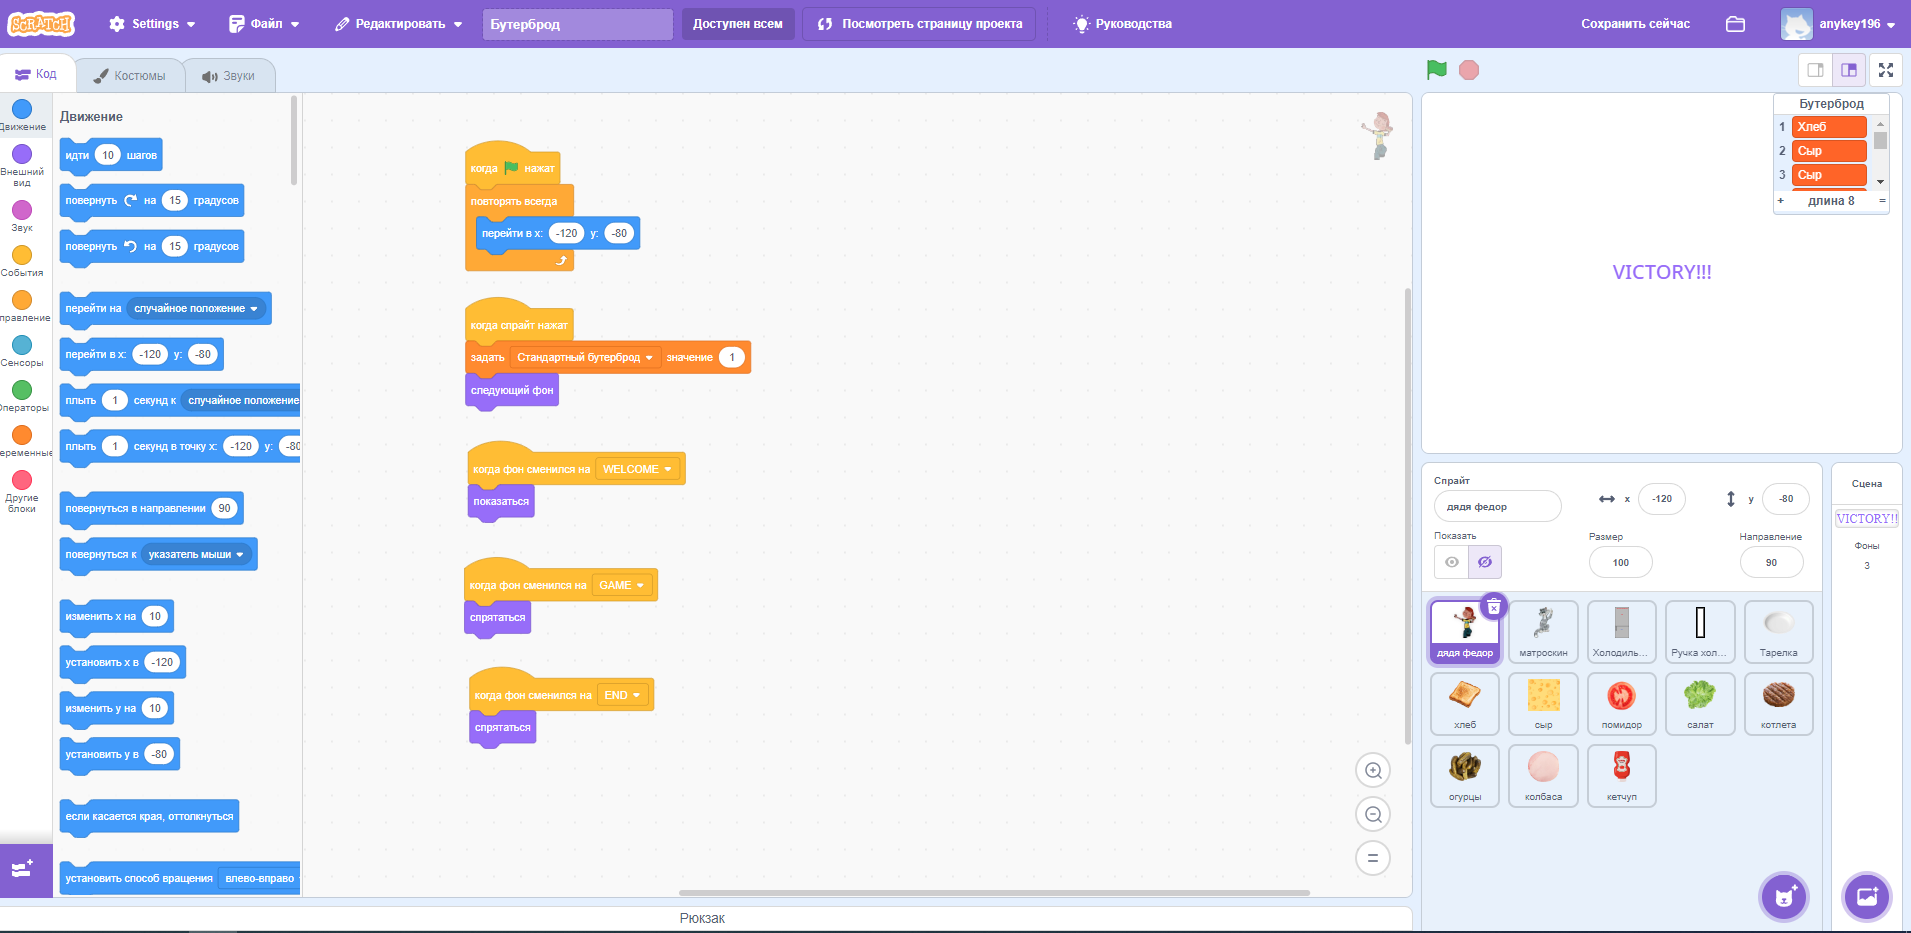 SCRATCH
Settings
Файл
Редактировать
Бутерброд
Доступен всем
Посмотреть страницу проекта
Руководства
Сохранить сейчас
anykey196
Код
Костюмы
Звуки
Движение
Внешний вид
Звук
События
правление
Сенсоры
Операторы
еременные
Другие блоки
Движение
идти 10 шагов
повернуть на 15 градусов
повернуть на 15 градусов
перейти на случайное положение
перейти в x: -120 y: -80
плыть 1 секунд к случайное положение
плыть 1 секунд в точку x: -120 y: -80
повернуться в направлении 90
повернуться к указатель мыши
изменить x на 10
установить x в -120
изменить y на 10
установить y в -80
если касается края, оттолкнуться
установить способ вращения влево-вправо
когда нажат
повторять всегда
перейти в x: -120 y: -80
когда спрайт нажат
задать Стандартный бутерброд значение 1
следующий фон
когда фон сменился на WELCOME
показаться
когда фон сменился на GAME
спрятаться
когда фон сменился на END
спрятаться
Рюкзак
Бутерброд
1 Хлеб
2 Сыр
3 Сыр
+ длина 8 =
VICTORY!!!
Спрайт
дядя федор
x -120
y -80
Показать
Размер
100
Направление
90
дядя федор
матроскин
Холодиль...
Ручка хол...
Тарелка
хлеб
сыр
помидор
салат
котлета
огурцы
колбаса
кетчуп
Сцена
VICTORY!!
Фоны
3